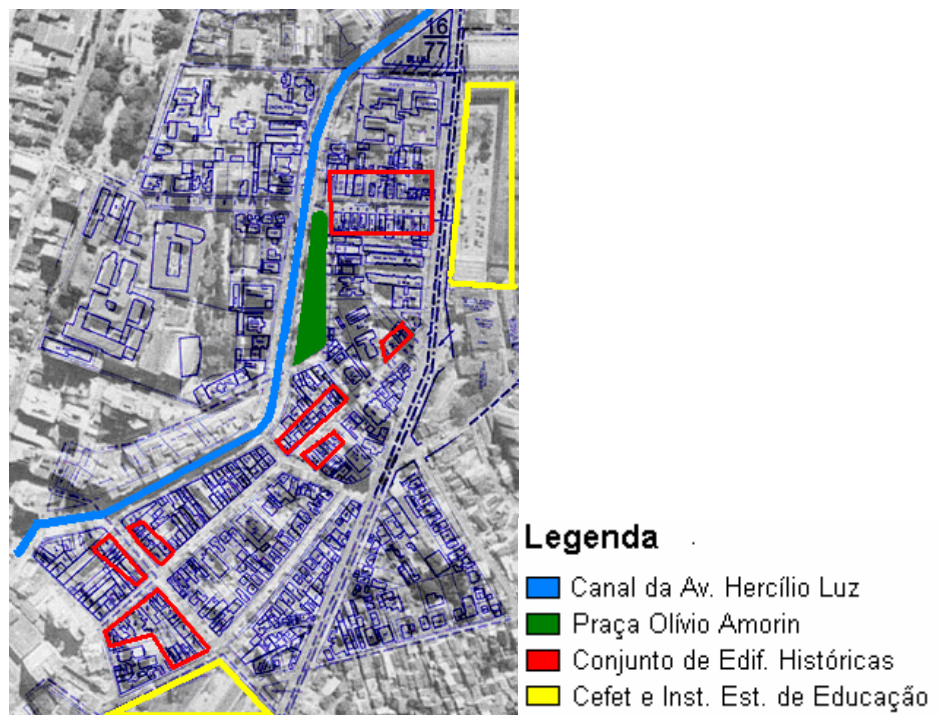 16
77
Legenda
Canal da Av. Hercílio Luz
Praça Olívio Amorin
Conjunto de Edif. Históricas
Cefet e Inst. Est. de Educação